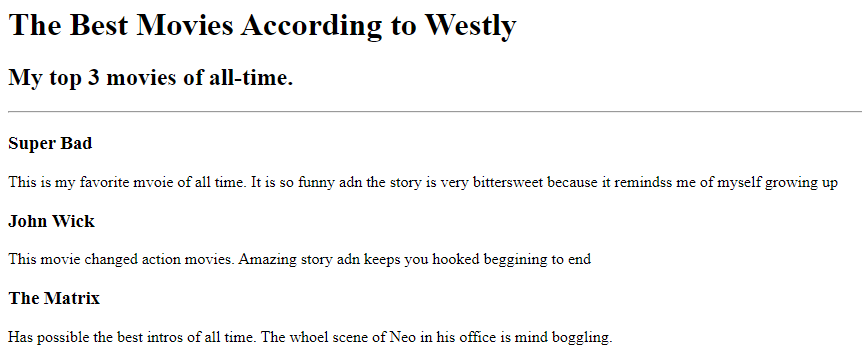 The Best Movies According to Westly
My top 3 movies of all-time.
Super Bad
This is my favorite mvoie of all time. It is so funny adn the story is very bittersweet because it remindss me of myself growing up
John Wick
This movie changed action movies. Amazing story adn keeps you hooked beggining to end
The Matrix
Has possible the best intros of all time. The whoel scene of Neo in his office is mind boggling.